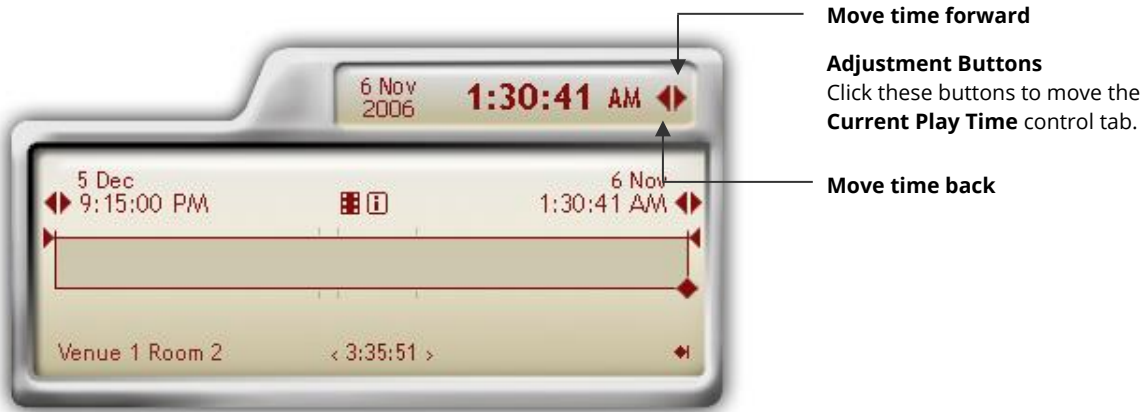 Move time forward
6 Nov
2006
1:30:41 AM
Adjustment Buttons
Click these buttons to move the
Current Play Time control tab.
Move time back
5 Dec
9:15:00 PM
6 Nov
1:30:41 AM
Venue 1 Room 2
< 3:35:51 >